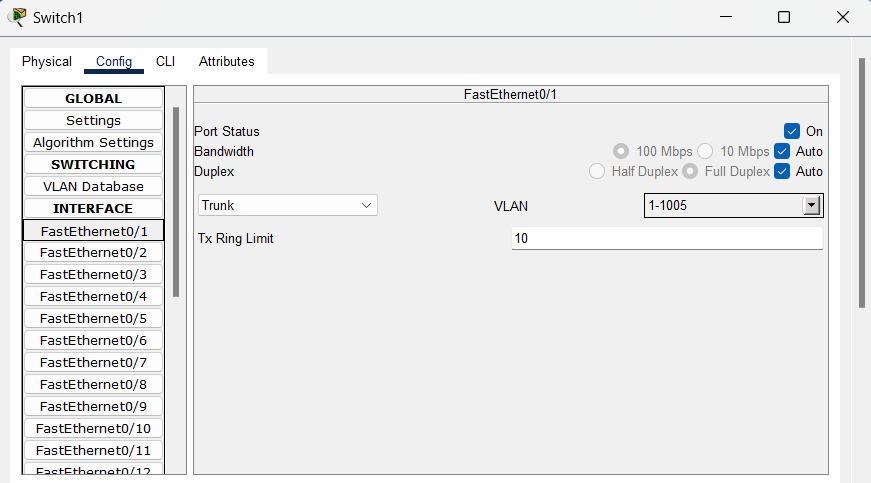 Switch1
Physical Config CLI Attributes
GLOBAL
Settings
Algorithm Settings
SWITCHING
VLAN Database
INTERFACE
FastEthernet0/1
FastEthernet0/2
FastEthernet0/3
FastEthernet0/4
FastEthernet0/5
FastEthernet0/6
FastEthernet0/7
FastEthernet0/8
FastEthernet0/9
FastEthernet0/10
FastEthernet0/11
FastEthernet0/12
FastEthernet0/1
Port Status On
Bandwidth 100 Mbps 10 Mbps Auto
Duplex Half Duplex Full Duplex Auto
Trunk VLAN 1-1005
Tx Ring Limit 10